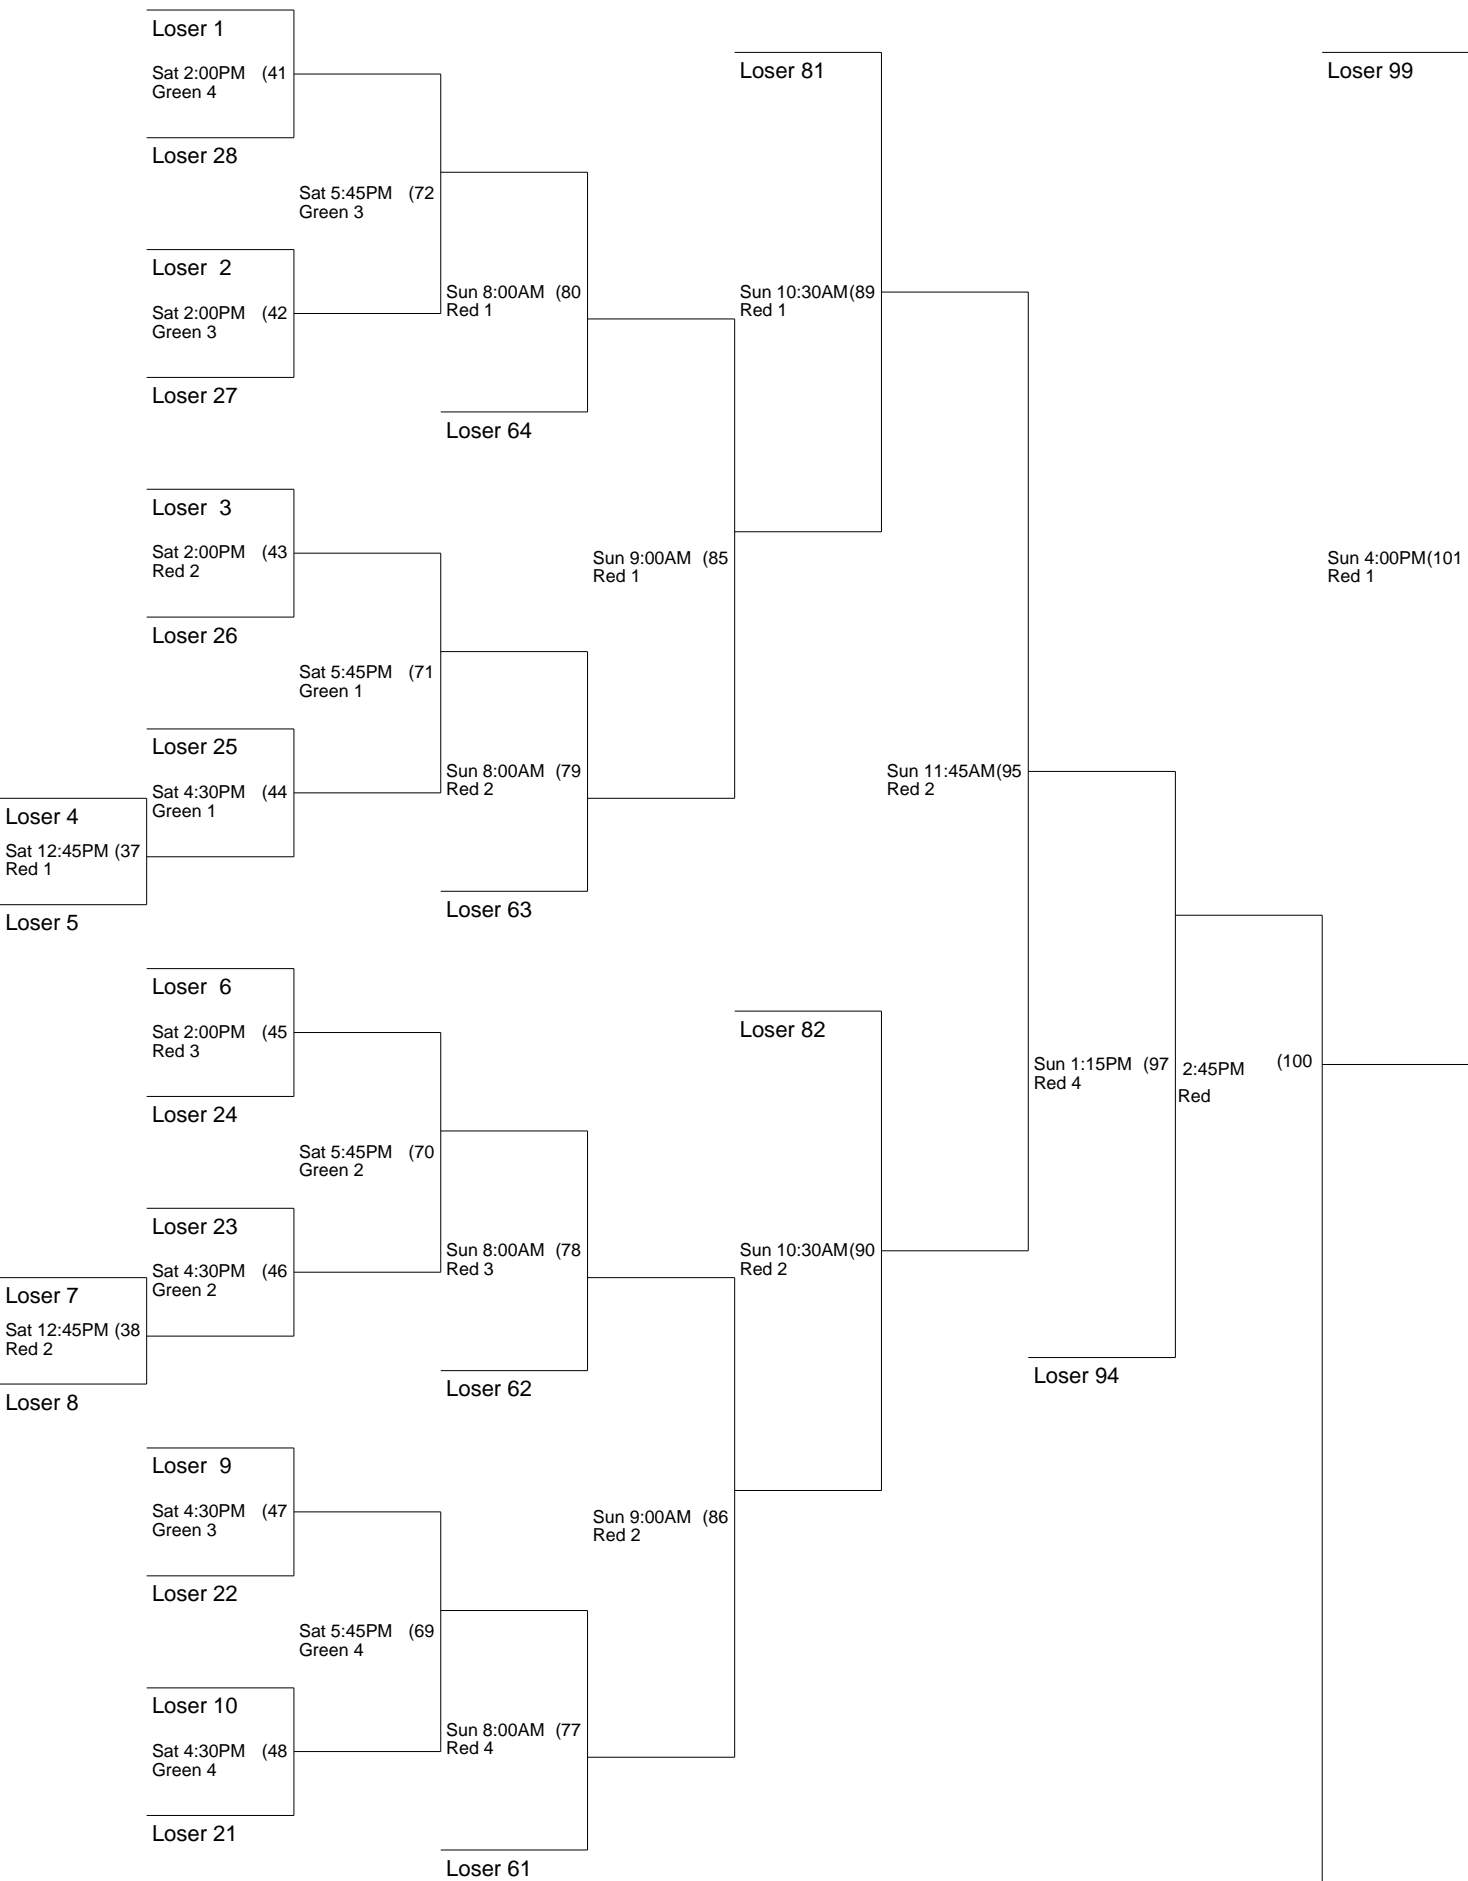 Loser 1
Sat 2:00PM (41
Green 4
Loser 28
Sat 5:45PM (72
Green 3
Loser 2
Sat 2:00PM (42
Green 3
Loser 27
Sun 8:00AM (80
Red 1
Loser 64
Loser 3
Sat 2:00PM (43
Red 2
Loser 26
Sat 5:45PM (71
Green 1
Loser 25
Sat 4:30PM (44
Green 1
Loser 4
Sat 12:45PM (37
Red 1
Loser 5
Sun 8:00AM (79
Red 2
Loser 63
Sun 9:00AM (85
Red 1
Loser 81
Sun 10:30AM(89
Red 1
Loser 6
Sat 2:00PM (45
Red 3
Loser 24
Sat 5:45PM (70
Green 2
Loser 23
Sat 4:30PM (46
Green 2
Loser 7
Sat 12:45PM (38
Red 2
Loser 8
Sun 8:00AM (78
Red 3
Loser 62
Loser 9
Sat 4:30PM (47
Green 3
Loser 22
Sat 5:45PM (69
Green 4
Loser 10
Sat 4:30PM (48
Green 4
Loser 21
Sun 8:00AM (77
Red 4
Loser 61
Sun 9:00AM (86
Red 2
Loser 82
Sun 10:30AM(90
Red 2
Sun 11:45AM(95
Red 2
Sun 1:15PM (97
Red 4
Loser 94
2:45PM (100
Red
Loser 99
Sun 4:00PM(101
Red 1